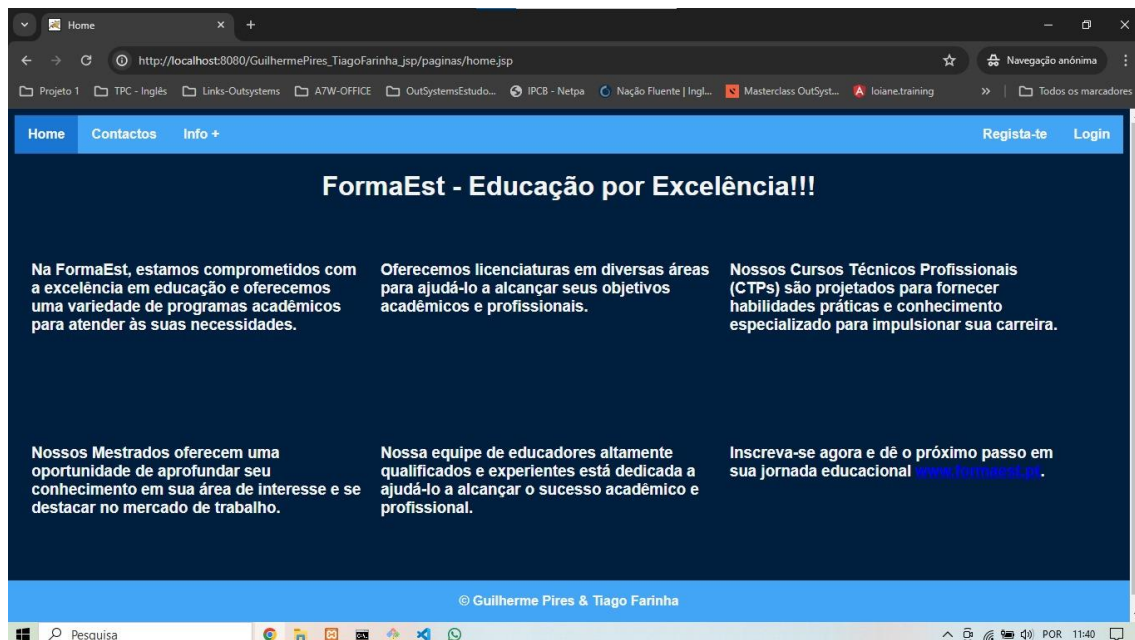 Home
http://localhost:8080/GuilhermePires_TiagoFarinha_jsp/paginas/home.jsp
Navegação anónima
Projeto 1 TPC - Inglês Links-Outsystems A7W-OFFICE OutSystemsEstudo... IPCB - Netpa Nação Fluente | Ingl... Masterclass OutSyst... loiane.training » Todos os marcadores
Home Contactos Info + Regista-te Login
FormaEst - Educação por Excelência!!!
Na FormaEst, estamos comprometidos com
a excelência em educação e oferecemos
uma variedade de programas acadêmicos
para atender às suas necessidades.
Oferecemos licenciaturas em diversas áreas
para ajudá-lo a alcançar seus objetivos
acadêmicos e profissionais.
Nossos Cursos Técnicos Profissionais
(CTPs) são projetados para fornecer
habilidades práticas e conhecimento
especializado para impulsionar sua carreira.
Nossos Mestrados oferecem uma
oportunidade de aprofundar seu
conhecimento em sua área de interesse e se
destacar no mercado de trabalho.
Nossa equipe de educadores altamente
qualificados e experientes está dedicada a
ajudá-lo a alcançar o sucesso acadêmico e
profissional.
Inscreva-se agora e dê o próximo passo em
sua jornada educacional www.formaest.pt.
© Guilherme Pires & Tiago Farinha
Pesquisa
POR 11:40